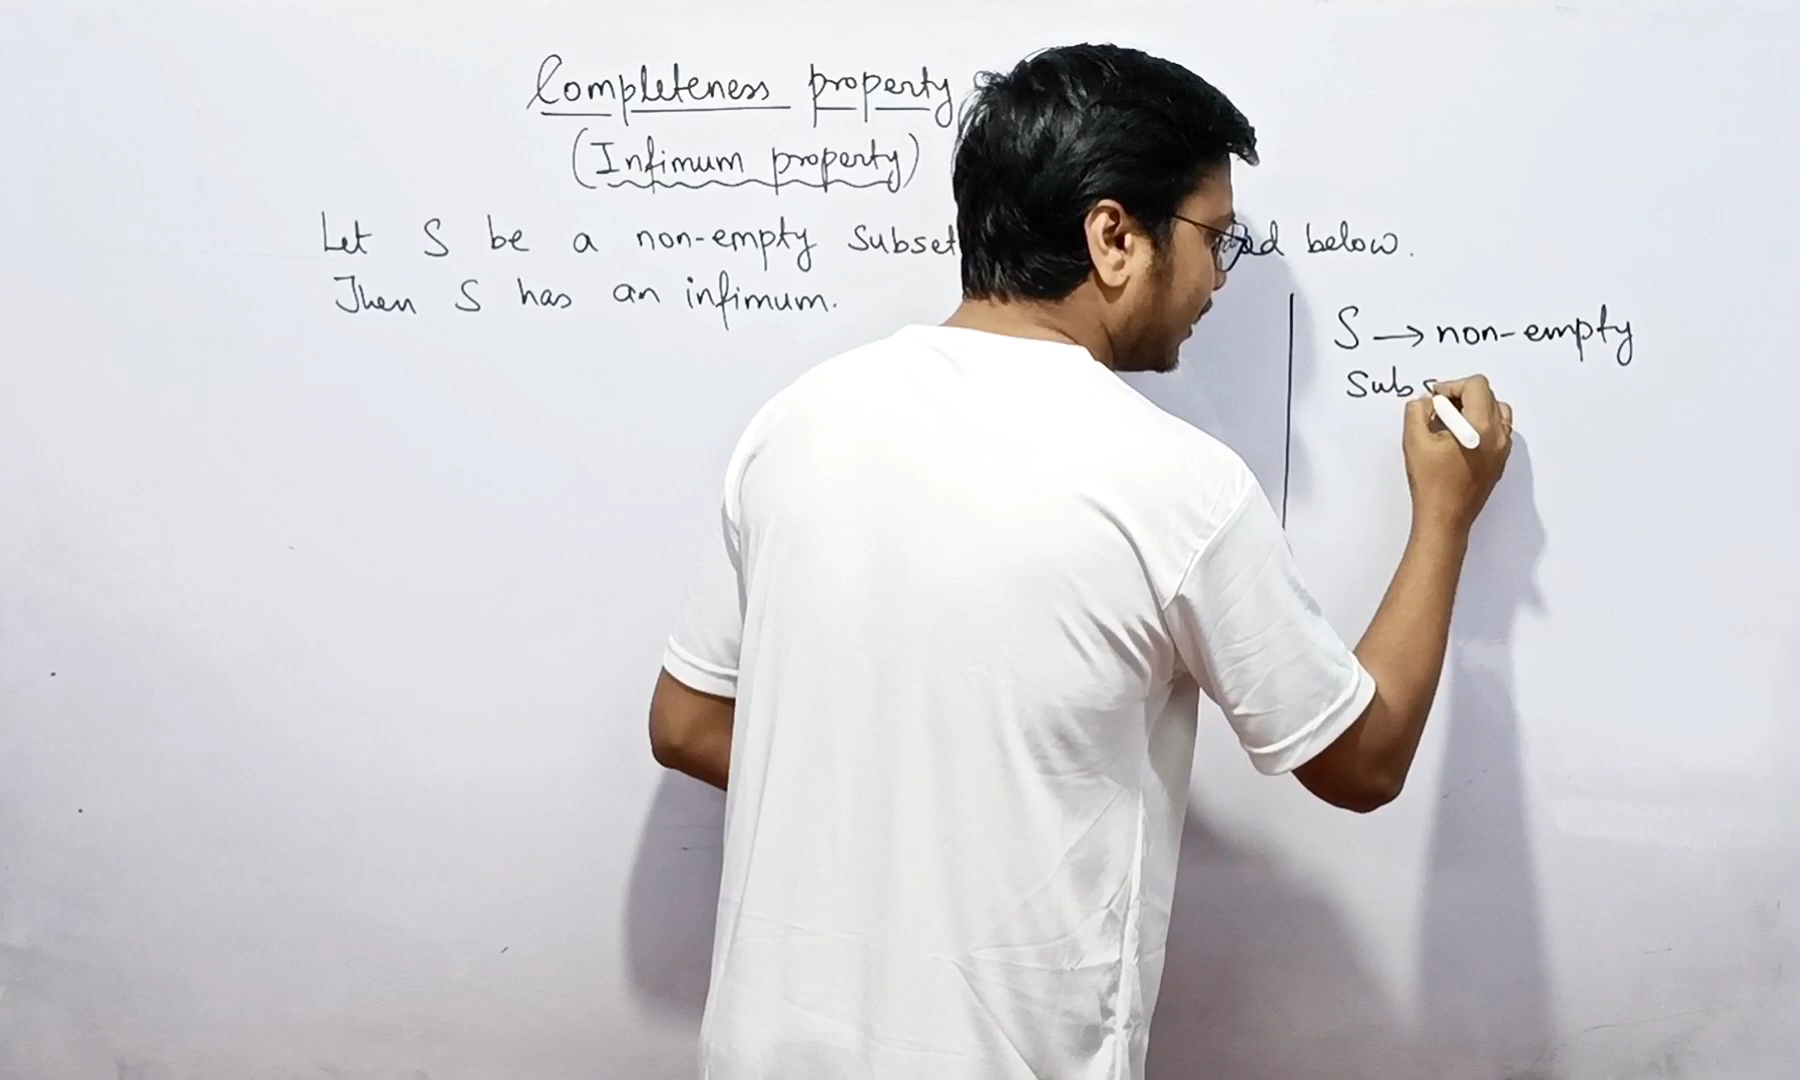 Completeness property
(Infimum property)
Let S be a non-empty Subset below.
Then S has an infimum.
S → non-empty
Subs